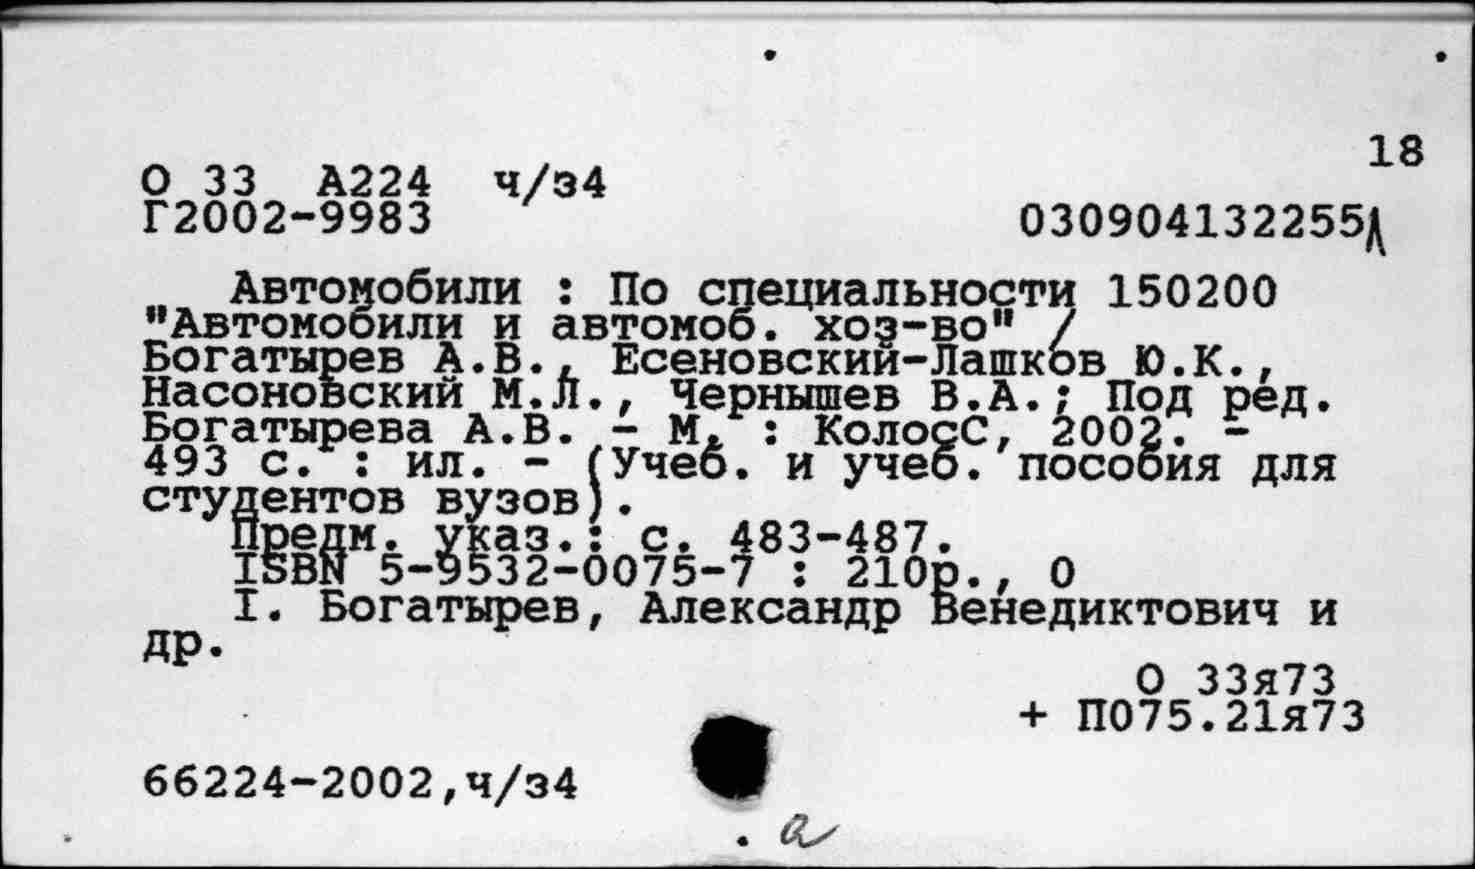 18
О 33 А224 ч/з4
Г2002-9983
030904132255Д
Автомобили : По специальности 150200
"Автомобили и автомоб. хоз-во" /
Богатырев А.В., Есеновский-Лашков Ю.К.,
Насоновский М.Л., Чернышев В.А.; Под ред.
Богатырева А.В. - М. : КолосС, 2002. -
493 с. : ил. - (Учеб. и учеб. пособия для
студентов вузов).
Предм. указ.: с. 483-487.
ISBN 5-9532-0075-7 : 210р., 0
I. Богатырев, Александр Венедиктович и
др.
О 33я73
+ П075.21я73
66224-2002,ч/з4